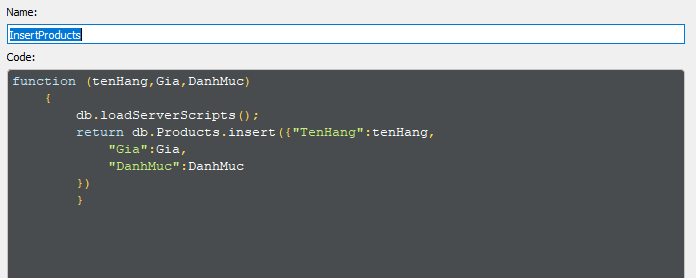 Name:
InsertProducts
Code:
function (tenHang,Gia,DanhMuc)
{
db.loadServerScripts();
return db.Products.insert({"TenHang":tenHang,
"Gia":Gia,
"DanhMuc":DanhMuc
})
}